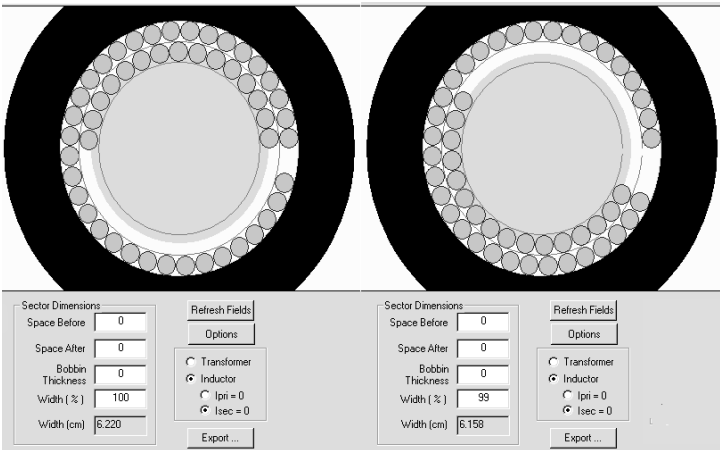 Sector Dimensions
Space Before 0
Space After 0
Bobbin
Thickness 0
Width ( % ) 100
Width (cm) 6.220
Refresh Fields
Options
Transformer
Inductor
Ipri = 0
Isec = 0
Export ...
Sector Dimensions
Space Before 0
Space After 0
Bobbin
Thickness 0
Width ( % ) 99
Width (cm) 6.158
Refresh Fields
Options
Transformer
Inductor
Ipri = 0
Isec = 0
Export ...